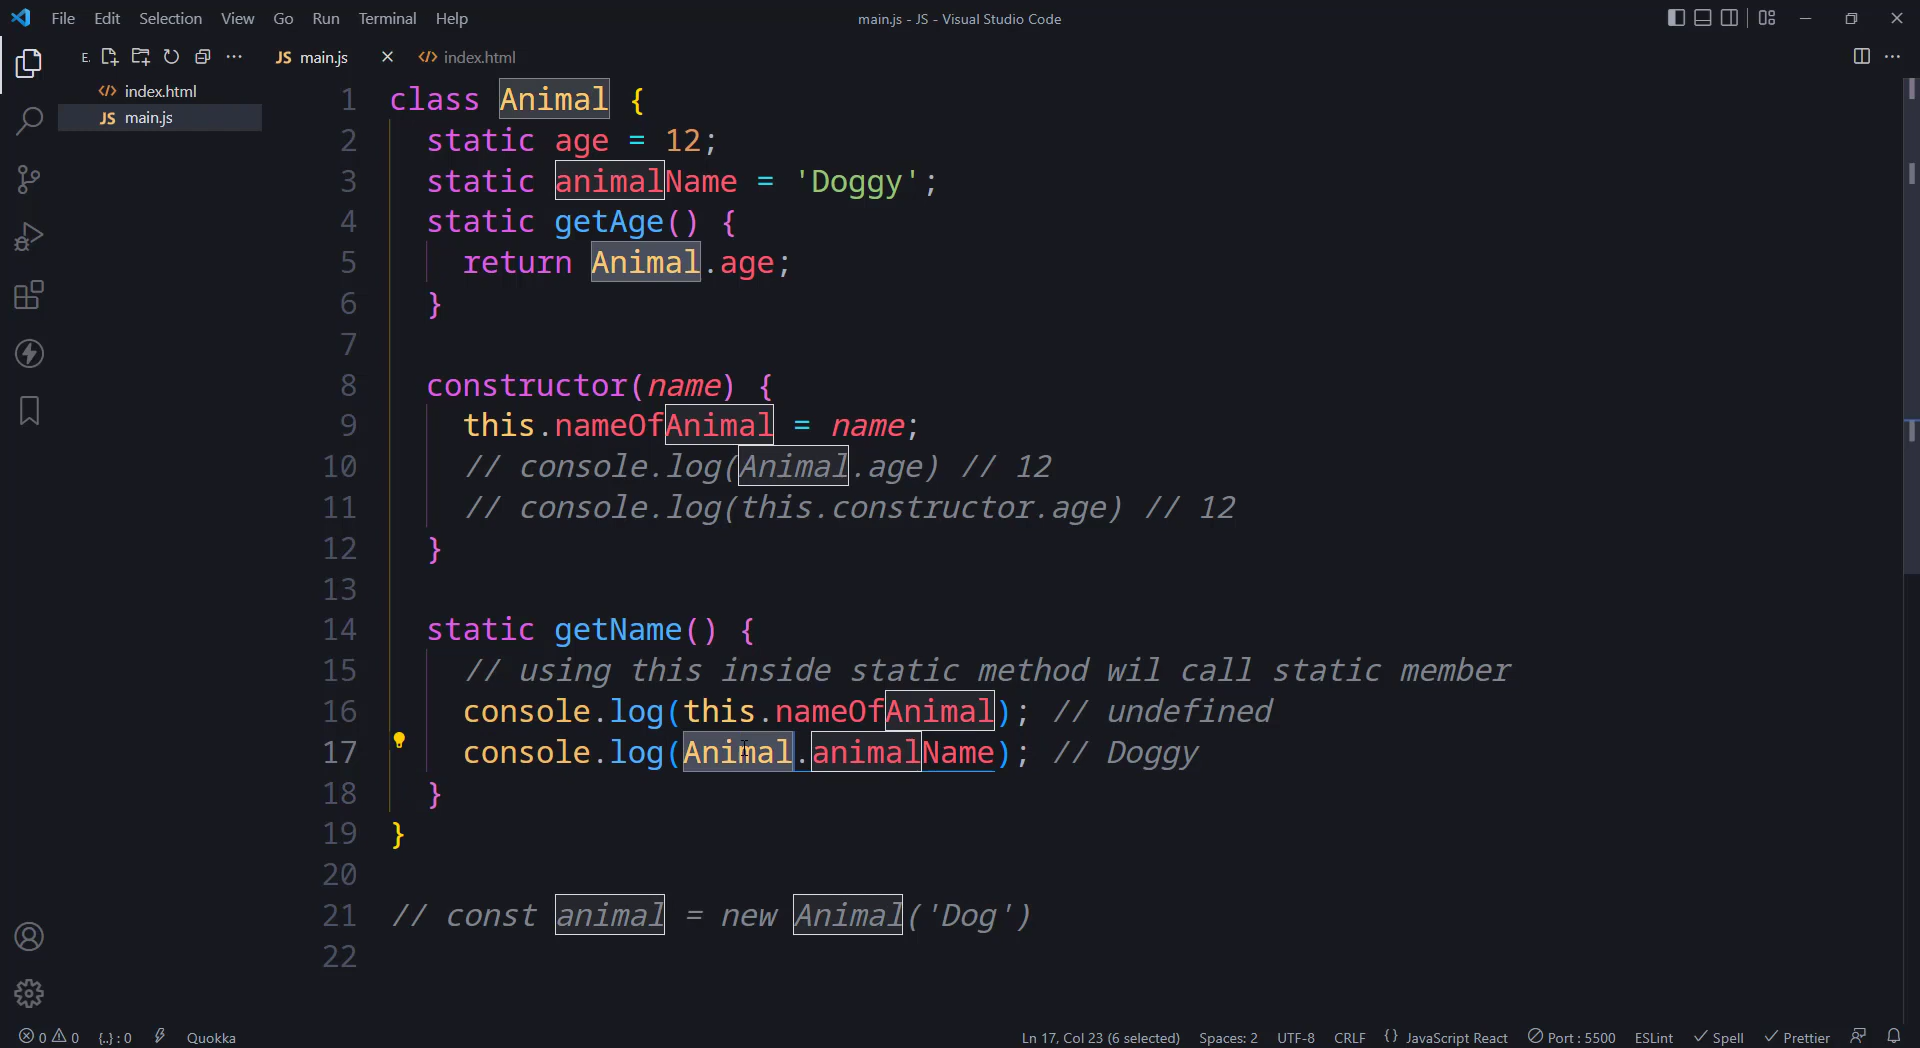 File Edit Selection View Go Run Terminal Help
main.js - JS - Visual Studio Code
E.
JS main.js
index.html
index.html
JS main.js
1 class Animal {
2 static age = 12;
3 static animalName = 'Doggy';
4 static getAge() {
5 return Animal.age;
6 }
7
8 constructor(name) {
9 this.nameOfAnimal = name;
10 // console.log(Animal.age) // 12
11 // console.log(this.constructor.age) // 12
12 }
13
14 static getName() {
15 // using this inside static method wil call static member
16 console.log(this.nameOfAnimal); // undefined
17 console.log(Animal.animalName); // Doggy
18 }
19 }
20
21 // const animal = new Animal('Dog')
22
0 0 {..} : 0 Quokka Ln 17, Col 23 (6 selected) Spaces: 2 UTF-8 CRLF {} JavaScript React Port : 5500 ESLint Spell Prettier